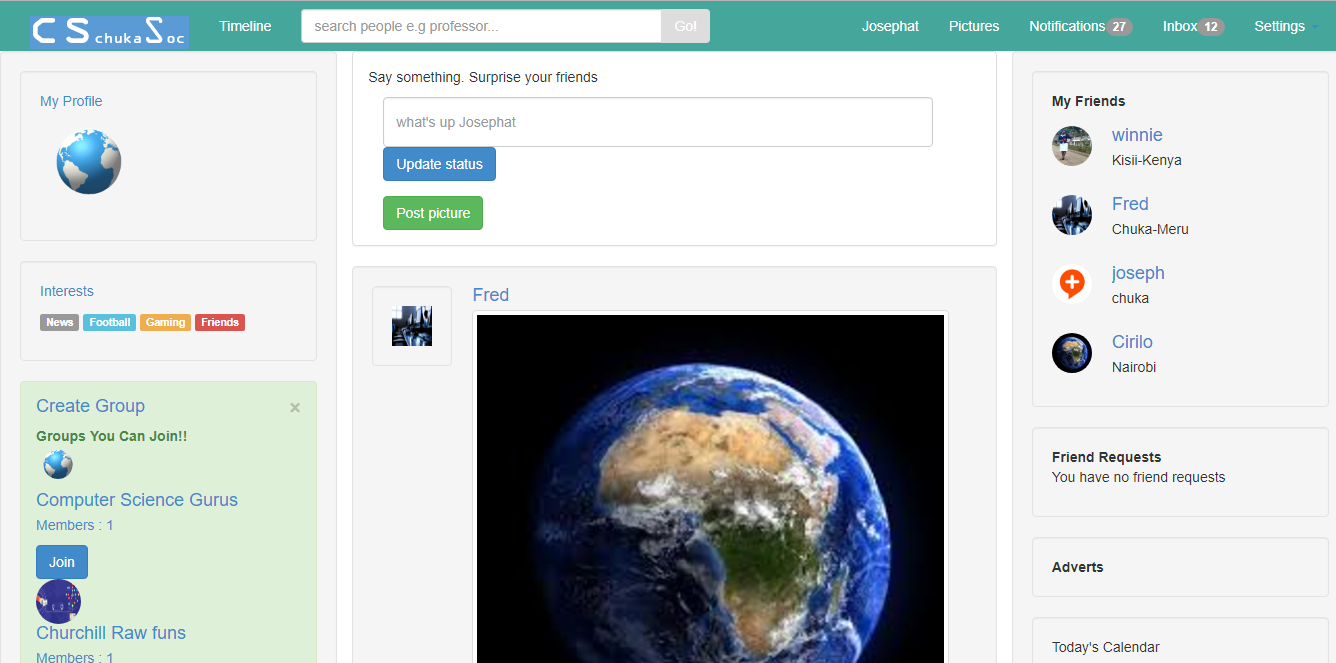 CS chuka Soc
Timeline
search people e.g professor...
Go!
Josephat
Pictures
Notifications 27
Inbox 12
Settings
My Profile
Interests
News Football Gaming Friends
Create Group ×
Groups You Can Join!!
Computer Science Gurus
Members : 1
Join
Churchill Raw funs
Members : 1
Say something. Surprise your friends
what's up Josephat
Update status
Post picture
Fred
My Friends
winnie
Kisii-Kenya
Fred
Chuka-Meru
joseph
chuka
Cirilo
Nairobi
Friend Requests
You have no friend requests
Adverts
Today's Calendar